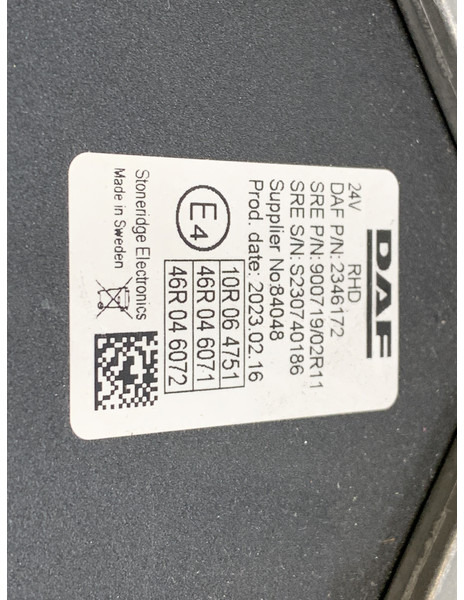 DAF
24V RHD
DAF P/N: 2346172
SRE P/N: 900719/02R11
SRE S/N: S230740186
Supplier No:84048
Prod. date: 2023.02.16
E4
10R 06 4751
46R 04 6071
46R 04 6072
Stoneridge Electronics
Made in Sweden